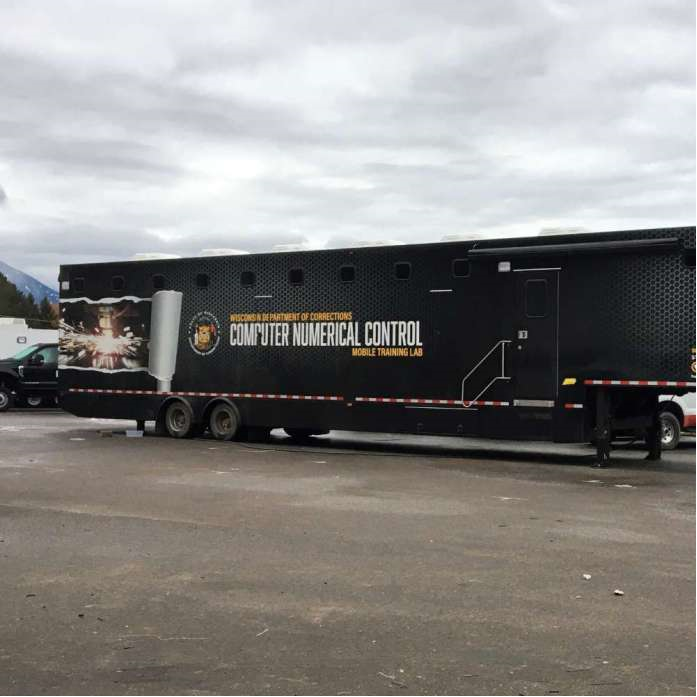 WISCONSIN DEPARTMENT OF CORRECTIONS
COMPUTER NUMERICAL CONTROL
MOBILE TRAINING LAB